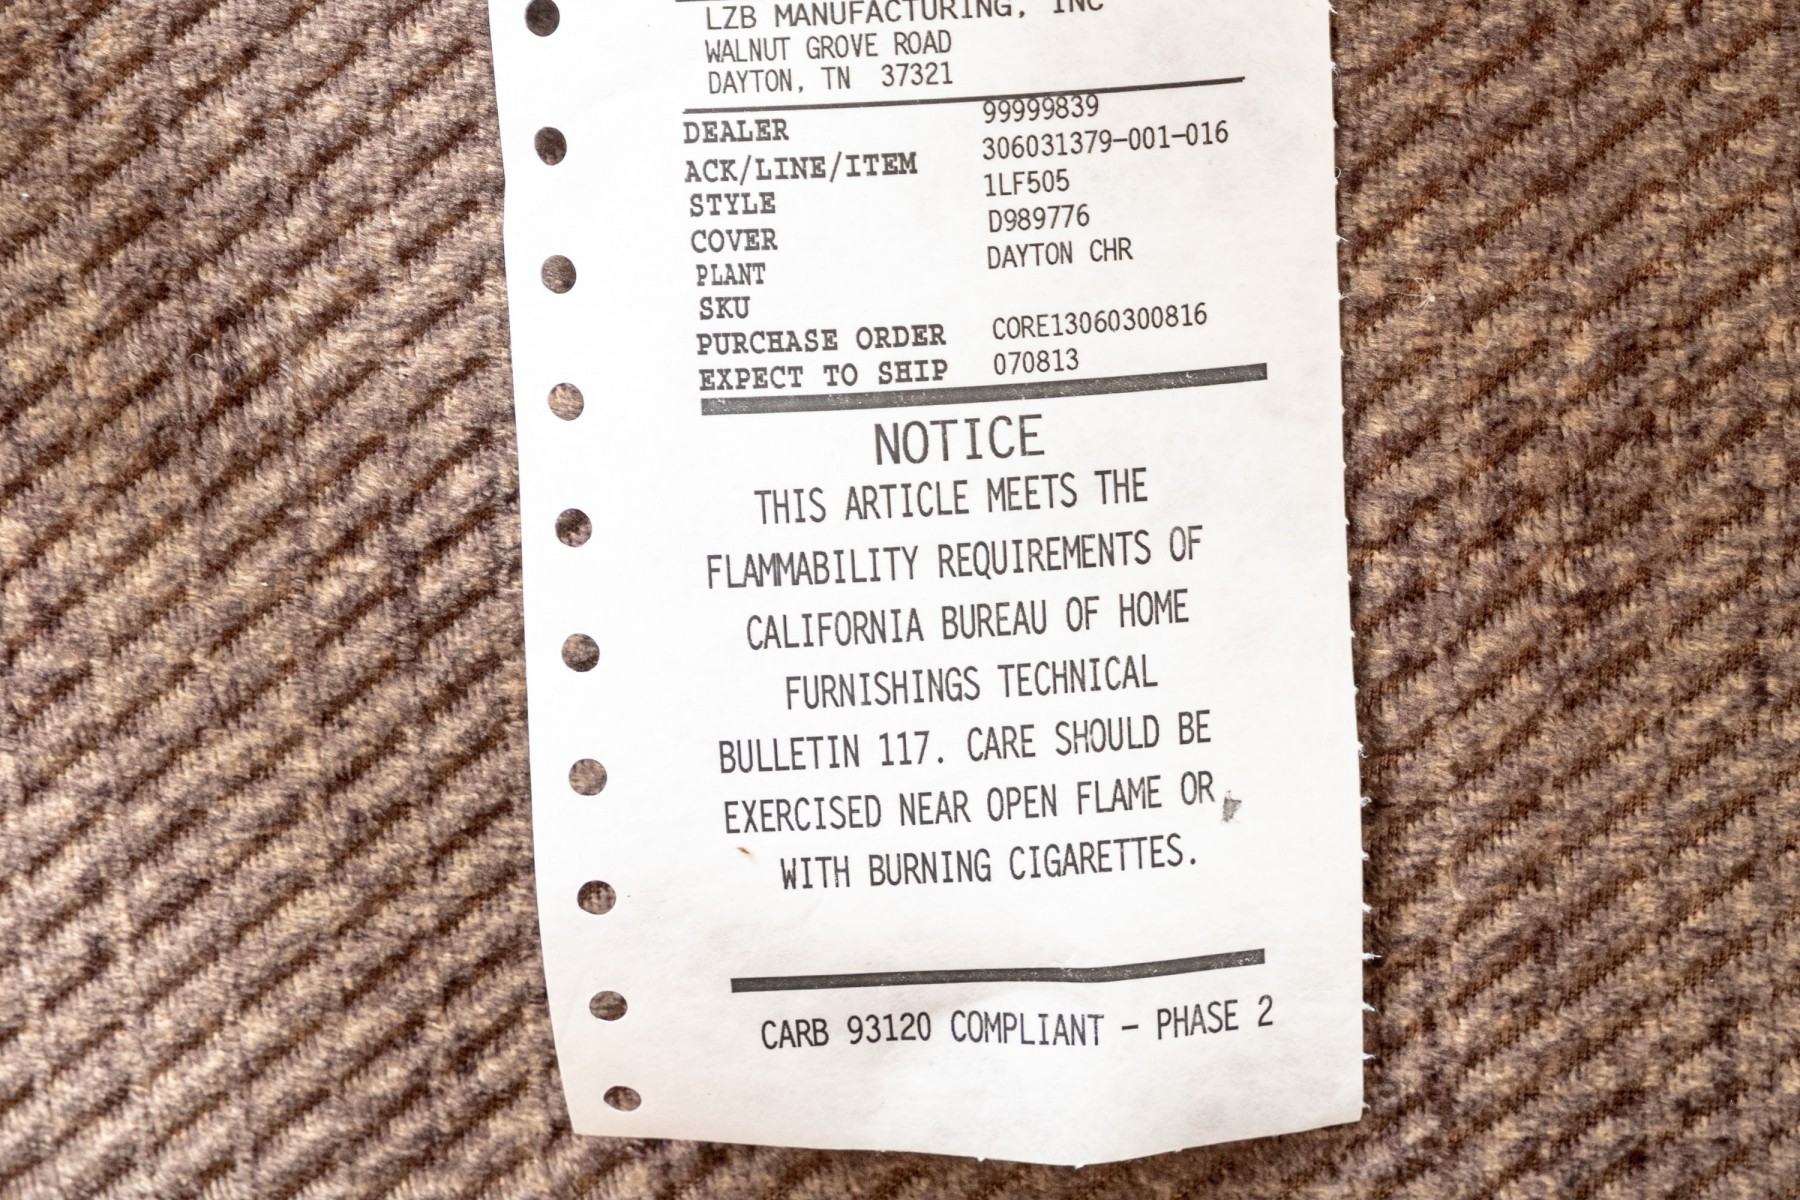 LZB MANUFACTURING, INC
WALNUT GROVE ROAD
DAYTON, TN 37321
DEALER 99999839
ACK/LINE/ITEM 306031379-001-016
STYLE 1LF505
COVER D989776
PLANT DAYTON CHR
SKU
PURCHASE ORDER CORE13060300816
EXPECT TO SHIP 070813
NOTICE
THIS ARTICLE MEETS THE
FLAMMABILITY REQUIREMENTS OF
CALIFORNIA BUREAU OF HOME
FURNISHINGS TECHNICAL
BULLETIN 117. CARE SHOULD BE
EXERCISED NEAR OPEN FLAME OR
WITH BURNING CIGARETTES.
CARB 93120 COMPLIANT - PHASE 2